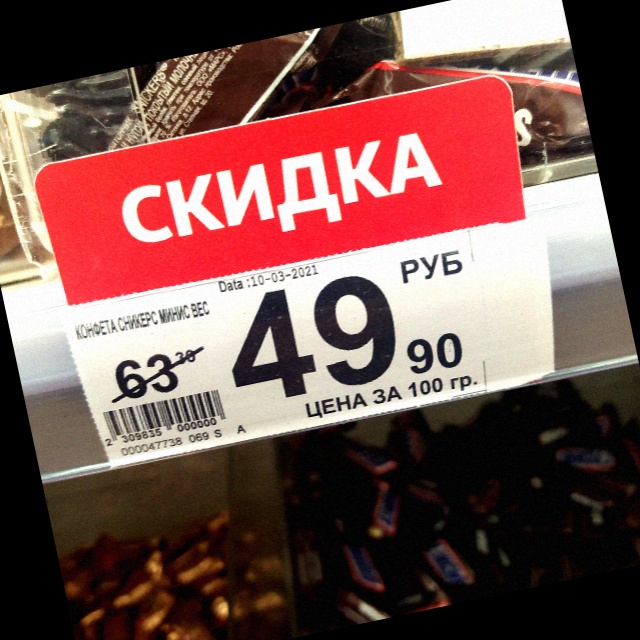 СКИДКА
Data :10-03-2021
РУБ
КОНФЕТА СНИКЕРС МИНИС ВЕС
63 30
49 90
ЦЕНА ЗА 100 ГР.
2 309835 000000
000047738 069 S A